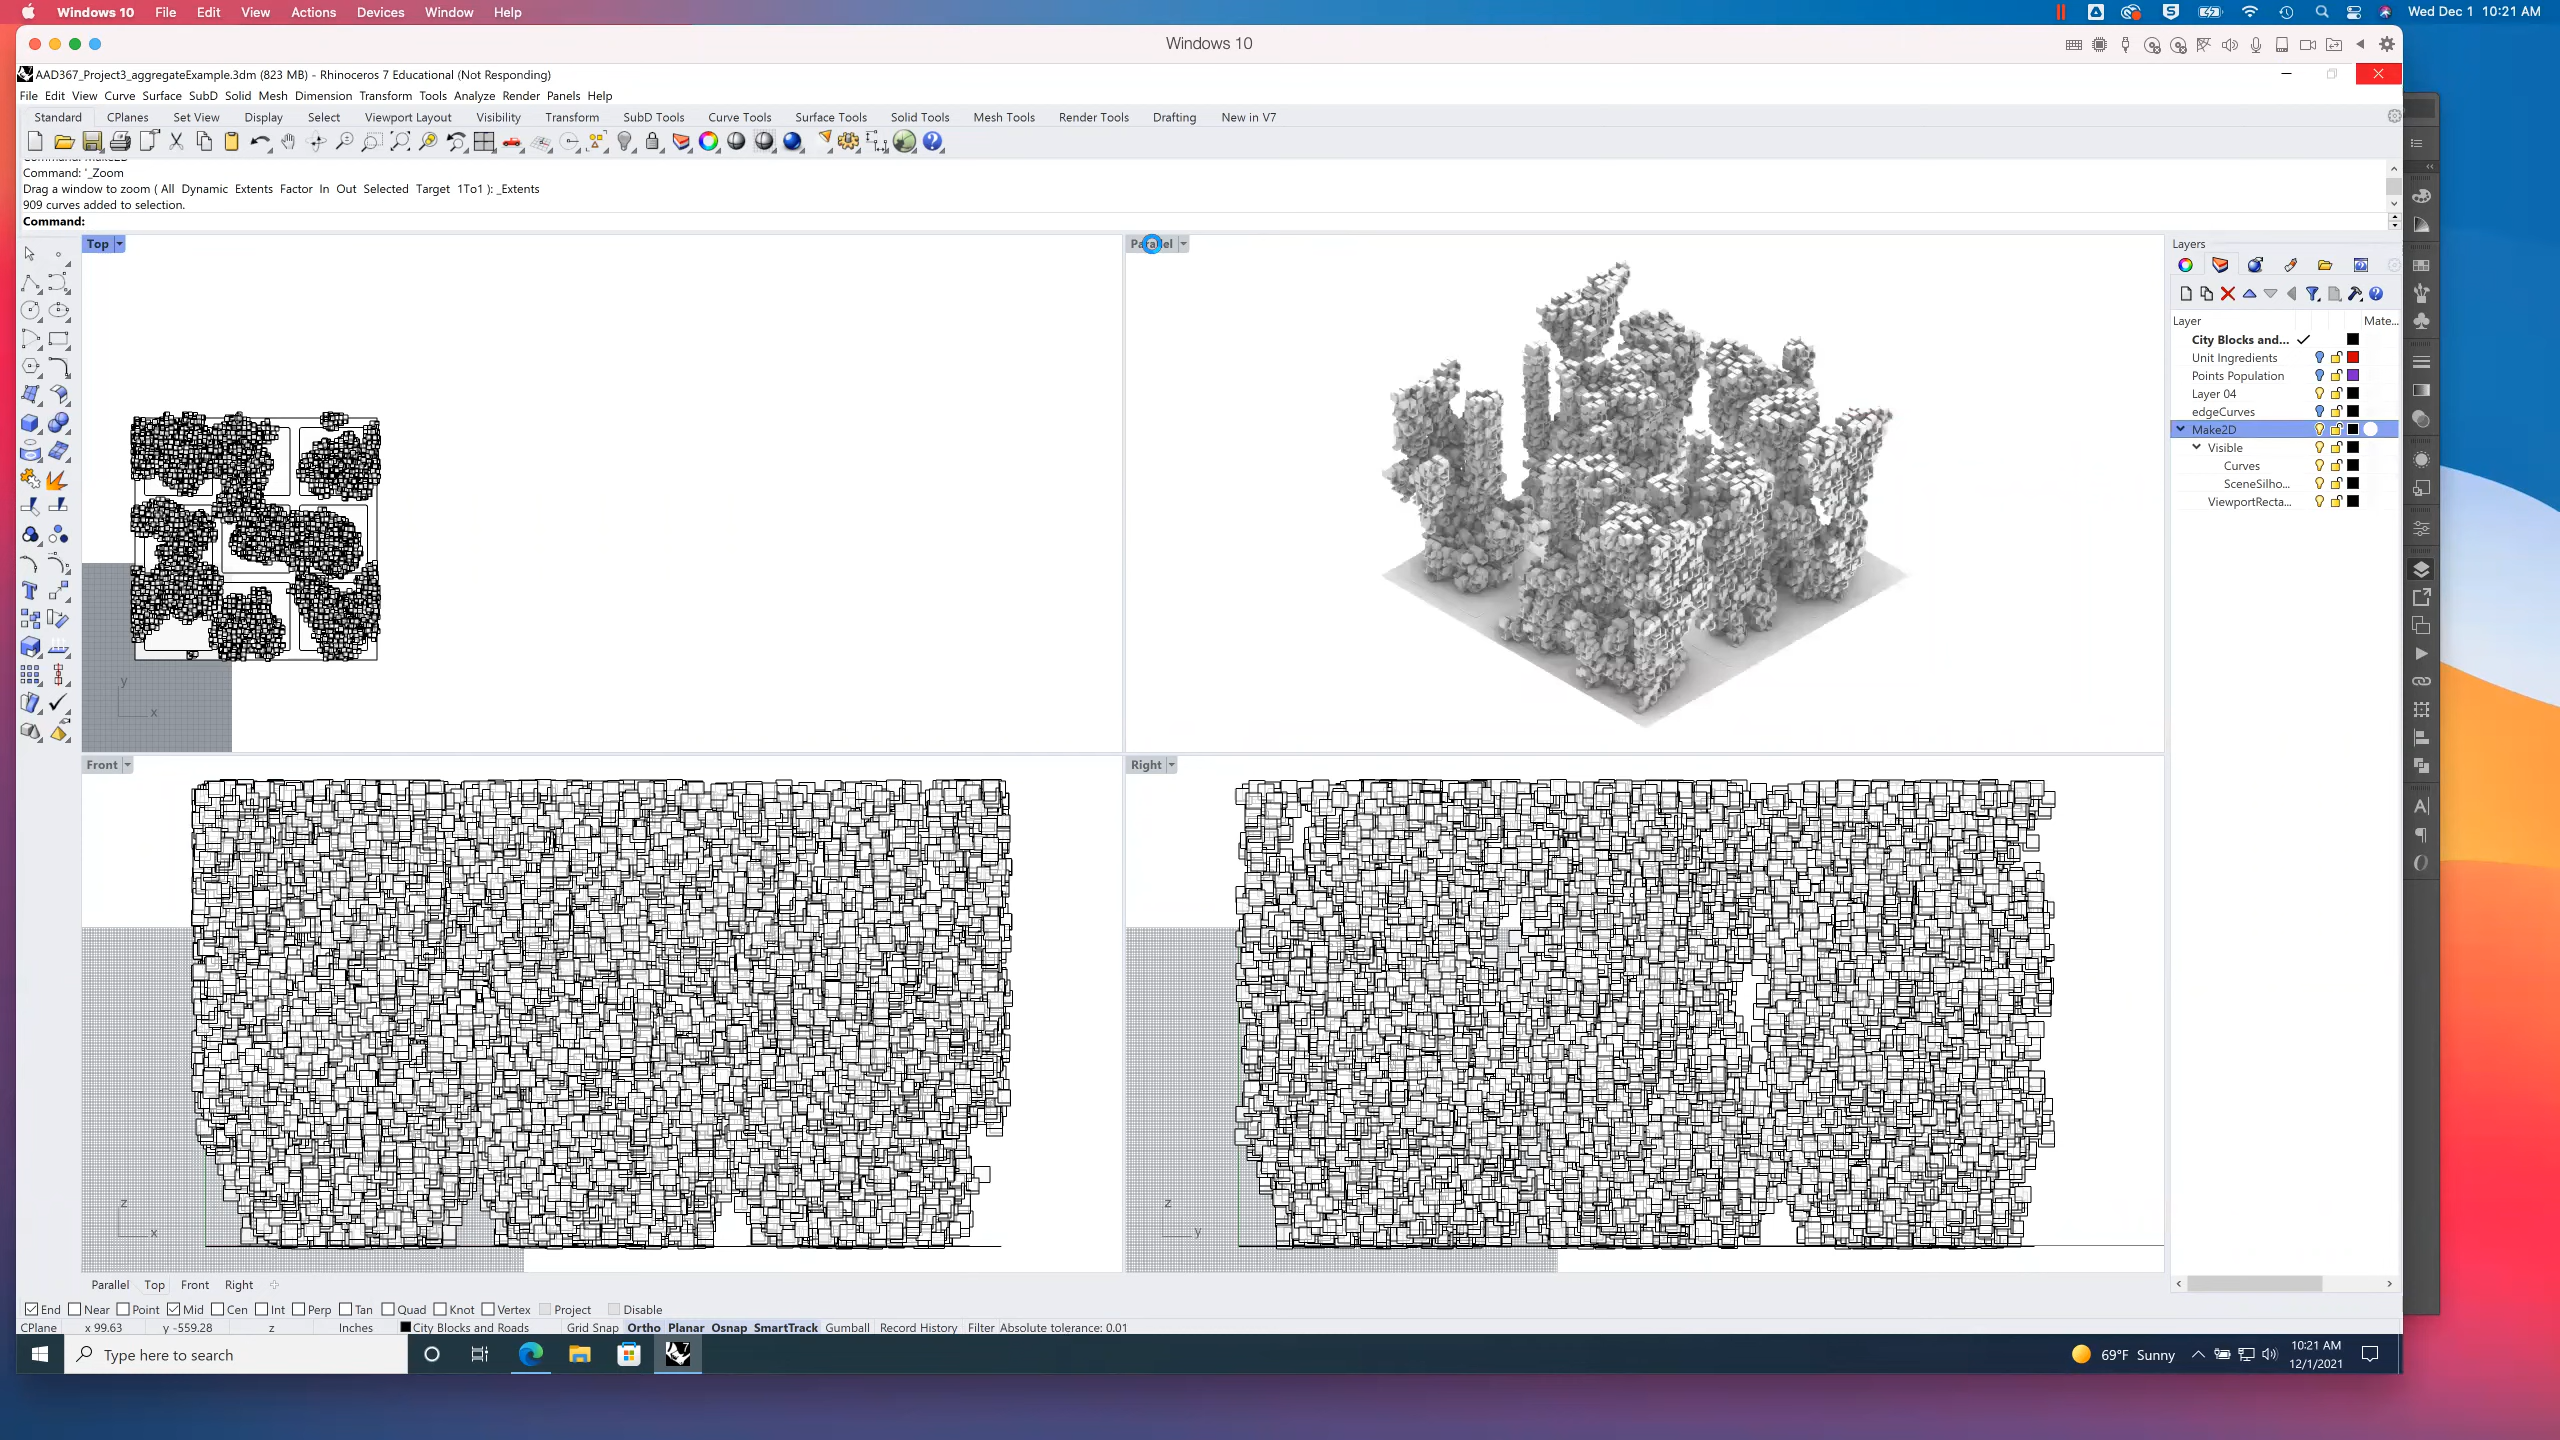 Windows 10 File Edit View Actions Devices Window Help
Wed Dec 1 10:21 AM
Windows 10
AAD367_Project3_aggregateExample.3dm (823 MB) - Rhinoceros 7 Educational (Not Responding)
File Edit View Curve Surface SubD Solid Mesh Dimension Transform Tools Analyze Render Panels Help
Standard CPlanes Set View Display Select Viewport Layout Visibility Transform SubD Tools Curve Tools Surface Tools Solid Tools Mesh Tools Render Tools Drafting New in V7
Command: '_Zoom
Drag a window to zoom ( All Dynamic Extents Factor In Out Selected Target 1To1 ): _Extents
909 curves added to selection.
Command:
Top
Parallel
Layers
Layer Mate...
City Blocks and...
Unit Ingredients
Points Population
Layer 04
edgeCurves
Make2D
Visible
Curves
SceneSilho...
ViewportRecta...
y
x
Front
Right
z
x
z
y
Parallel Top Front Right
End Near Point Mid Cen Int Perp Tan Quad Knot Vertex Project Disable
CPlane x 99.63 y -559.28 z Inches City Blocks and Roads Grid Snap Ortho Planar Osnap SmartTrack Gumball Record History Filter Absolute tolerance: 0.01
Type here to search
69°F Sunny
10:21 AM
12/1/2021